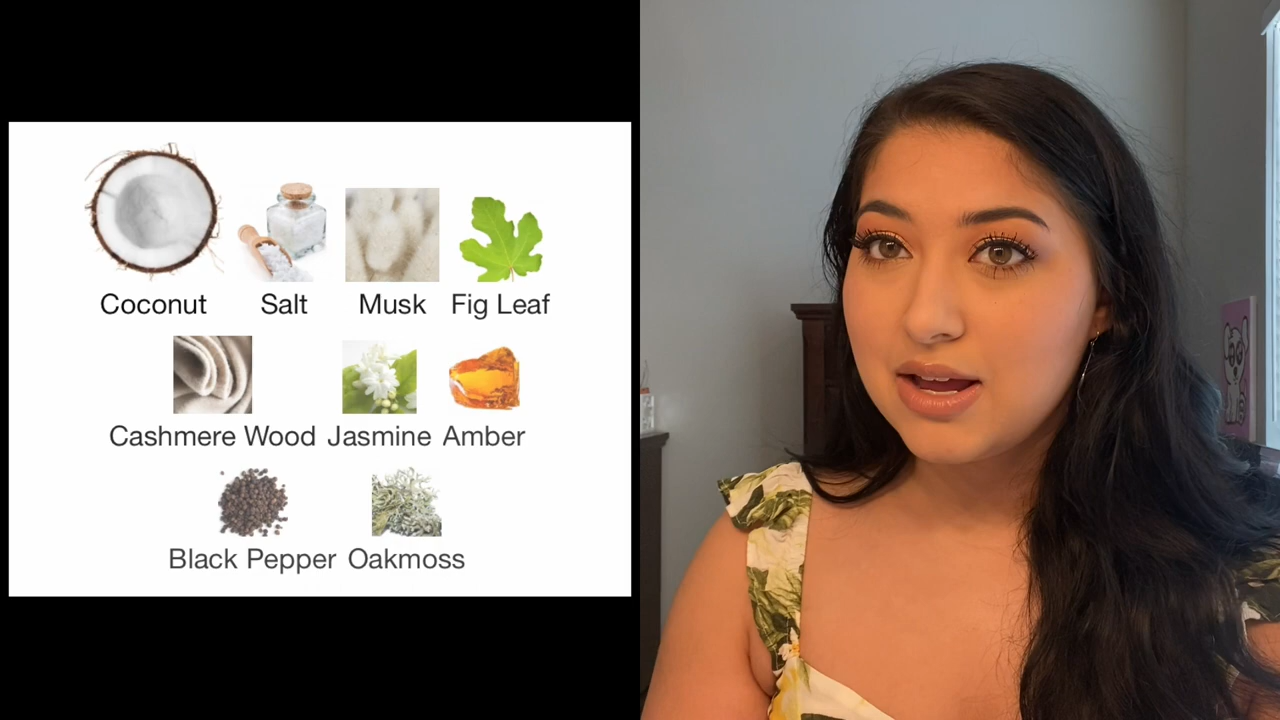 Coconut Salt Musk Fig Leaf
Cashmere Wood Jasmine Amber
Black Pepper Oakmoss